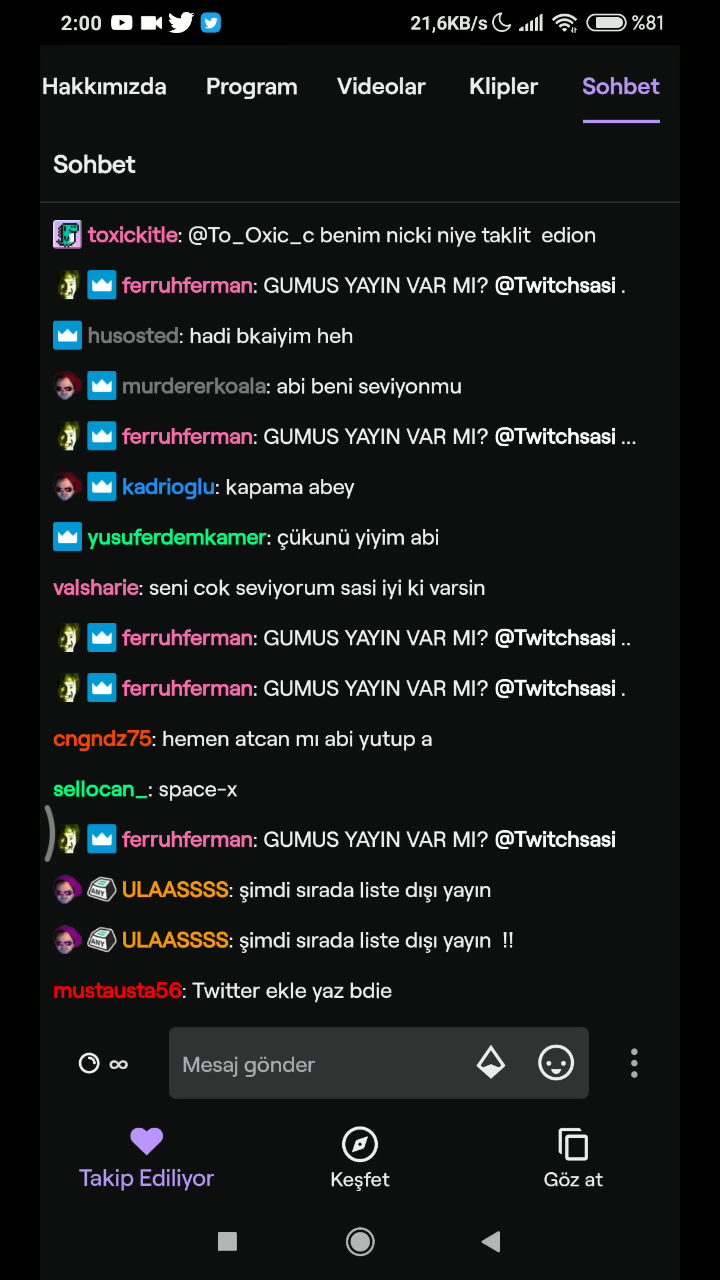 2:00 21,6KB/s %81
Hakkımızda Program Videolar Klipler Sohbet
Sohbet
toxickitle: @To_Oxic_c benim nicki niye taklit edion
ferruhferman: GUMUS YAYIN VAR MI? @Twitchsasi .
husosted: hadi bkaiyim heh
murdererkoala: abi beni seviyonmu
ferruhferman: GUMUS YAYIN VAR MI? @Twitchsasi ...
kadrioglu: kapama abey
yusuferdemkamer: çükunü yiyim abi
valsharie: seni cok seviyorum sasi iyi ki varsin
ferruhferman: GUMUS YAYIN VAR MI? @Twitchsasi ..
ferruhferman: GUMUS YAYIN VAR MI? @Twitchsasi .
cngndz75: hemen atcan mı abi yutup a
sellocan_: space-x
ferruhferman: GUMUS YAYIN VAR MI? @Twitchsasi
ANY ULAASSSS: şimdi sırada liste dışı yayın
ANY ULAASSSS: şimdi sırada liste dışı yayın !!
mustausta56: Twitter ekle yaz bdie
∞ Mesaj gönder
Takip Ediliyor Keşfet Göz at